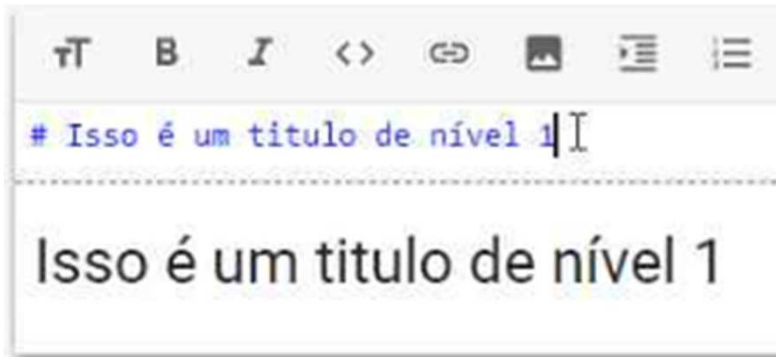 # Isso é um titulo de nível 1
Isso é um titulo de nível 1